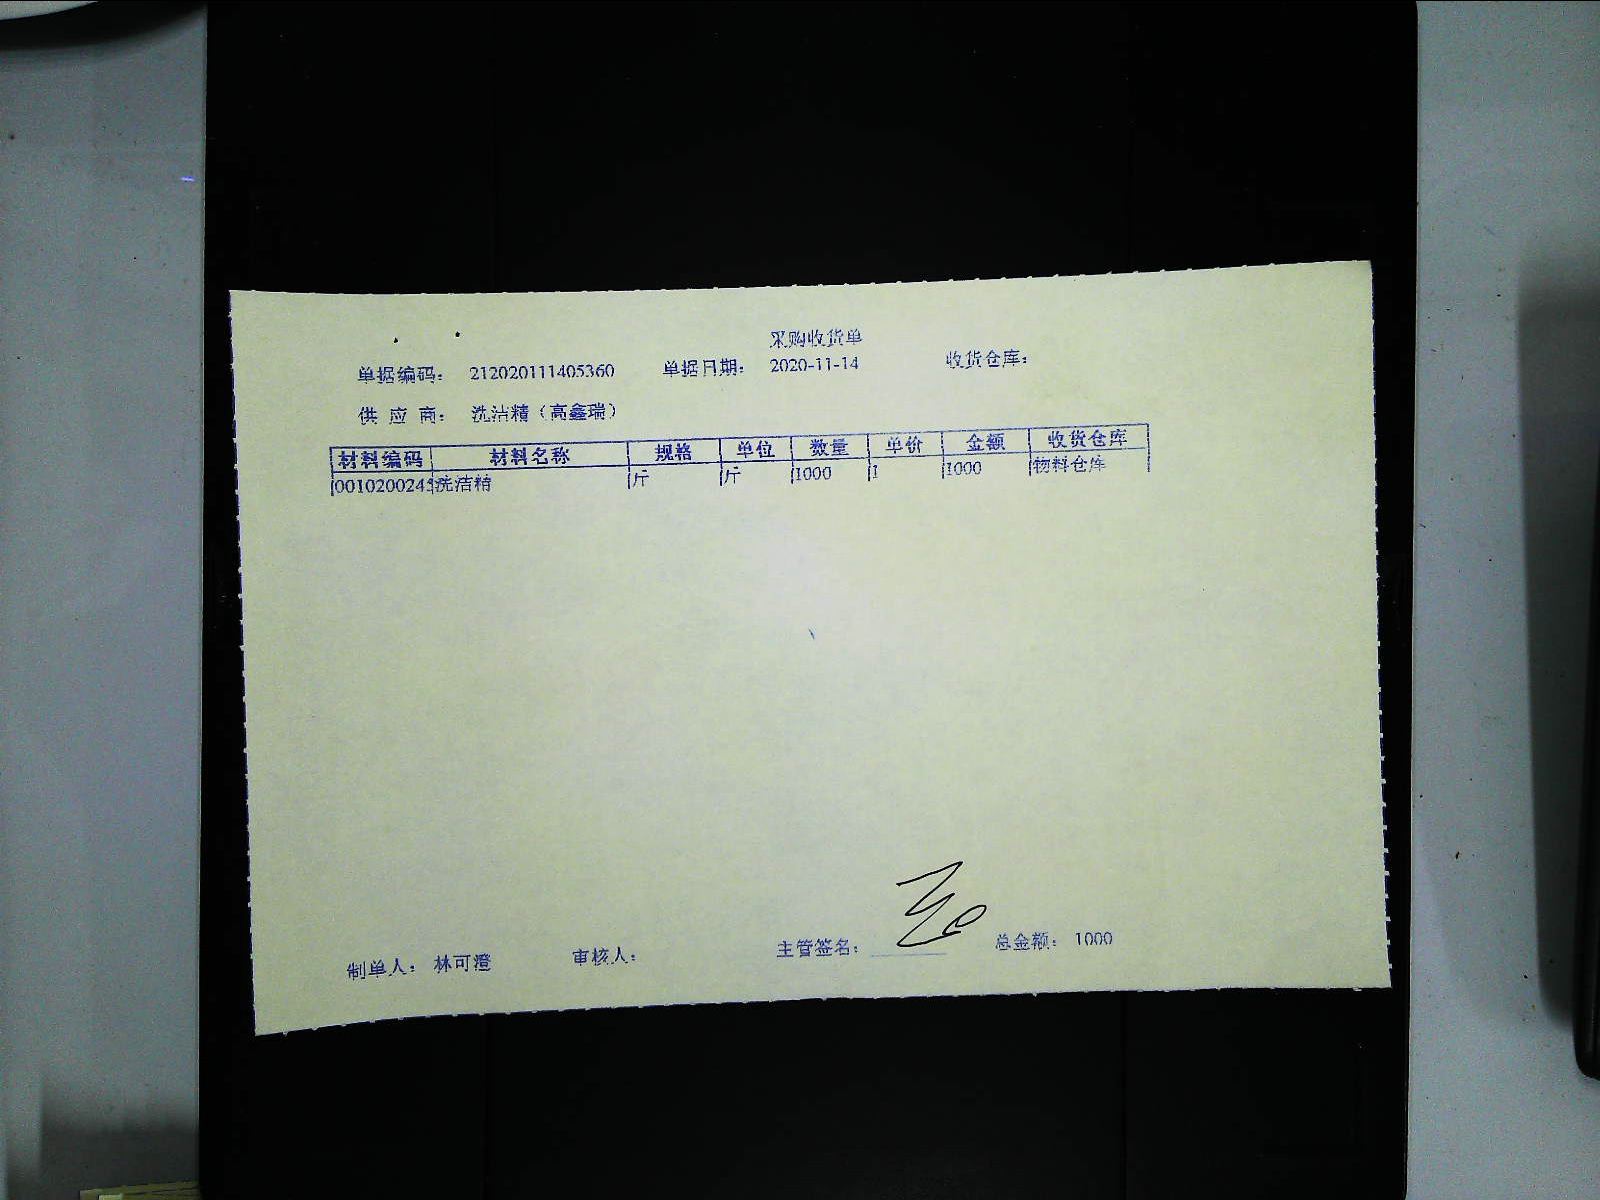 采购收货单
单据编码： 212020111405360 单据日期： 2020-11-14 收货仓库：
供 应 商： 洗洁精（高鑫瑞）
材料编码 材料名称 规格 单位 数量 单价 金额 收货仓库
0010200245 洗洁精 斤 斤 1000 1 1000 物料仓库
制单人： 林可澄 审核人： 主管签名： 总金额： 1000